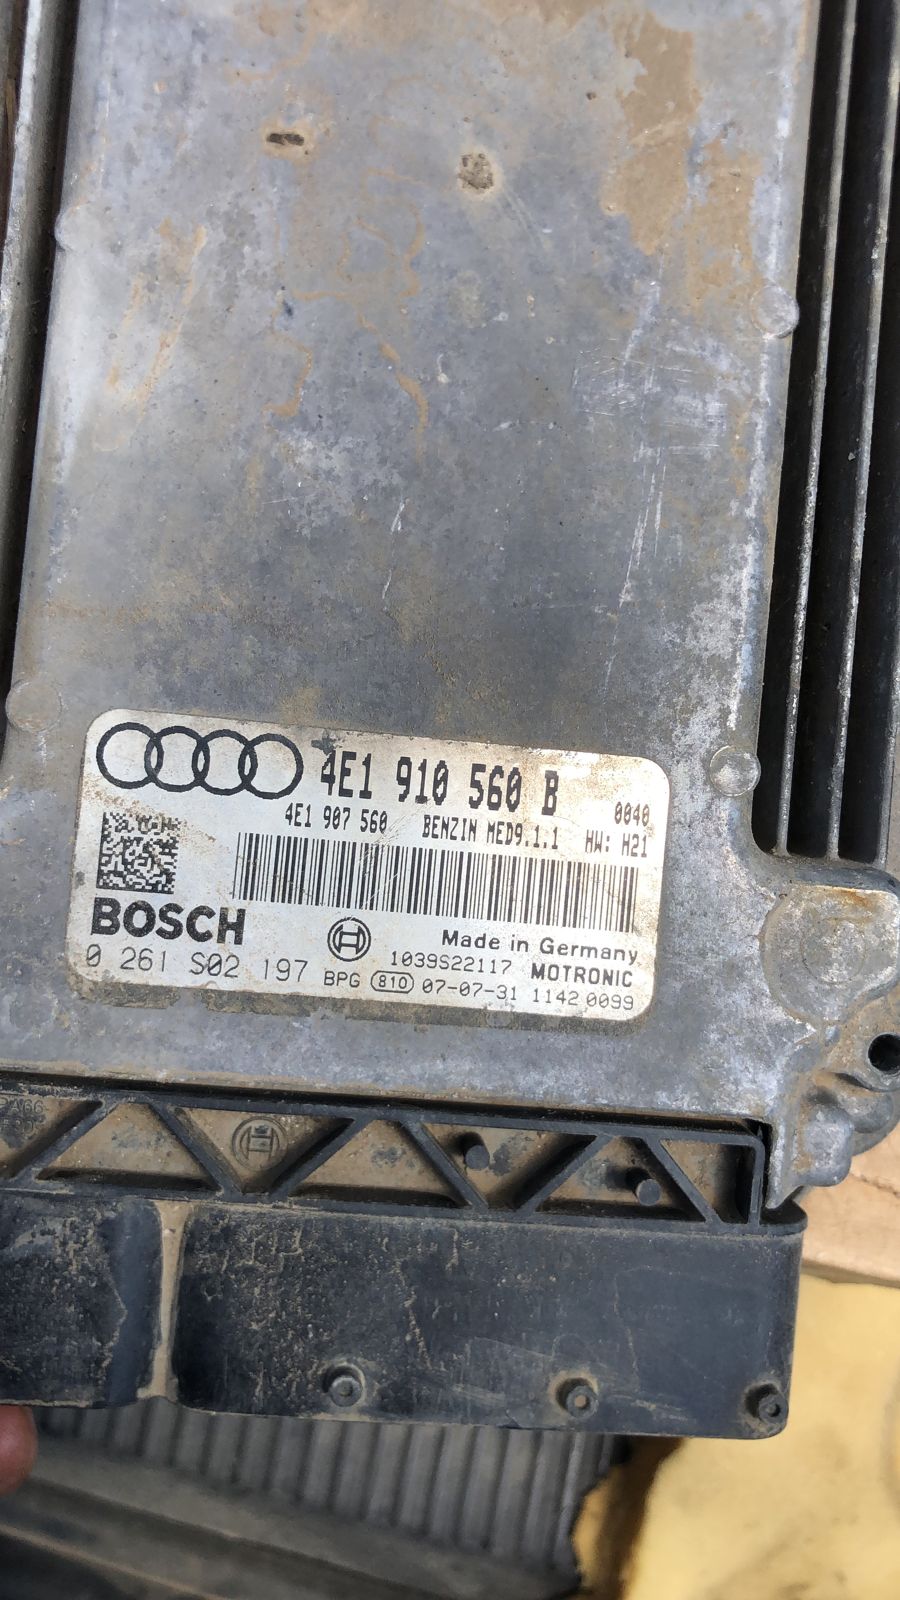 4E1 910 560 B
0040
4E1 907 560 BENZIN MED9.1.1 HW: H21
BOSCH
Made in Germany
0 261 S02 197
1039S22117 MOTRONIC
BPG 810 07-07-31 1142 0099